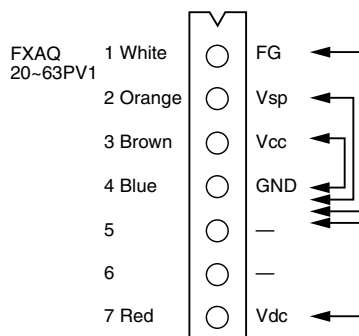 FXAQ
20~63PV1
1 White FG
2 Orange Vsp
3 Brown Vcc
4 Blue GND
5 —
6 —
7 Red Vdc